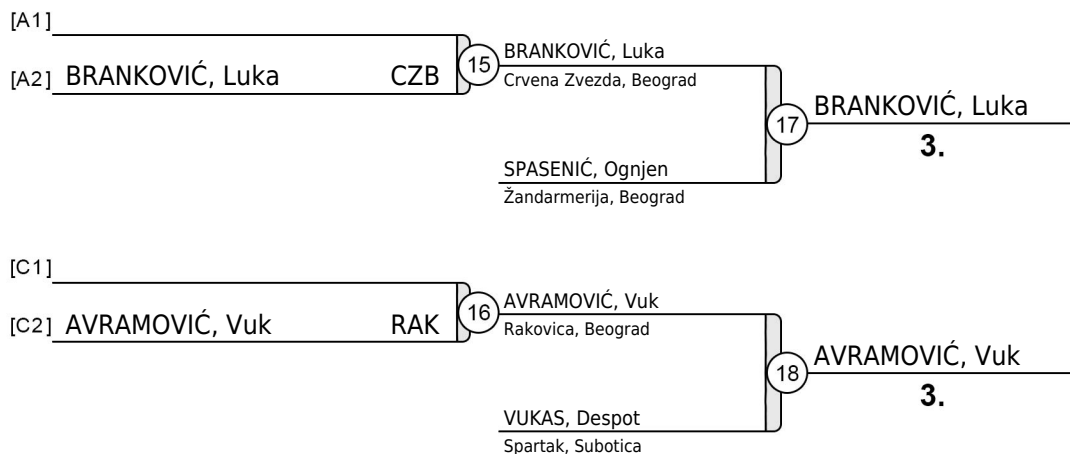 [A1]
[A2] BRANKOVIĆ, Luka CZB
15
BRANKOVIĆ, Luka
Crvena Zvezda, Beograd
SPASENIĆ, Ognjen
Žandarmerija, Beograd
17
BRANKOVIĆ, Luka
3.
[C1]
[C2] AVRAMOVIĆ, Vuk RAK
16
AVRAMOVIĆ, Vuk
Rakovica, Beograd
VUKAS, Despot
Spartak, Subotica
18
AVRAMOVIĆ, Vuk
3.